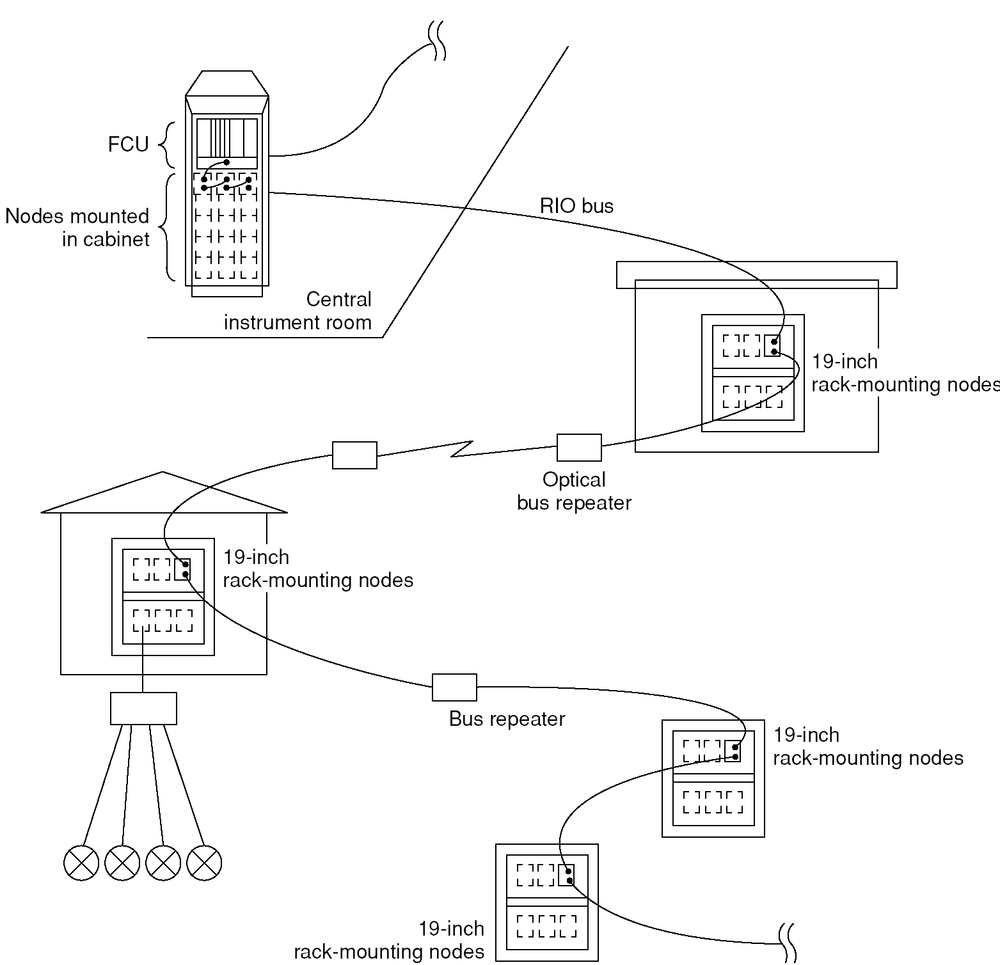 FCU
Nodes mounted
in cabinet
RIO bus
Central
instrument room
19-inch
rack-mounting nodes
Optical
bus repeater
19-inch
rack-mounting nodes
Bus repeater
19-inch
rack-mounting nodes
19-inch
rack-mounting nodes